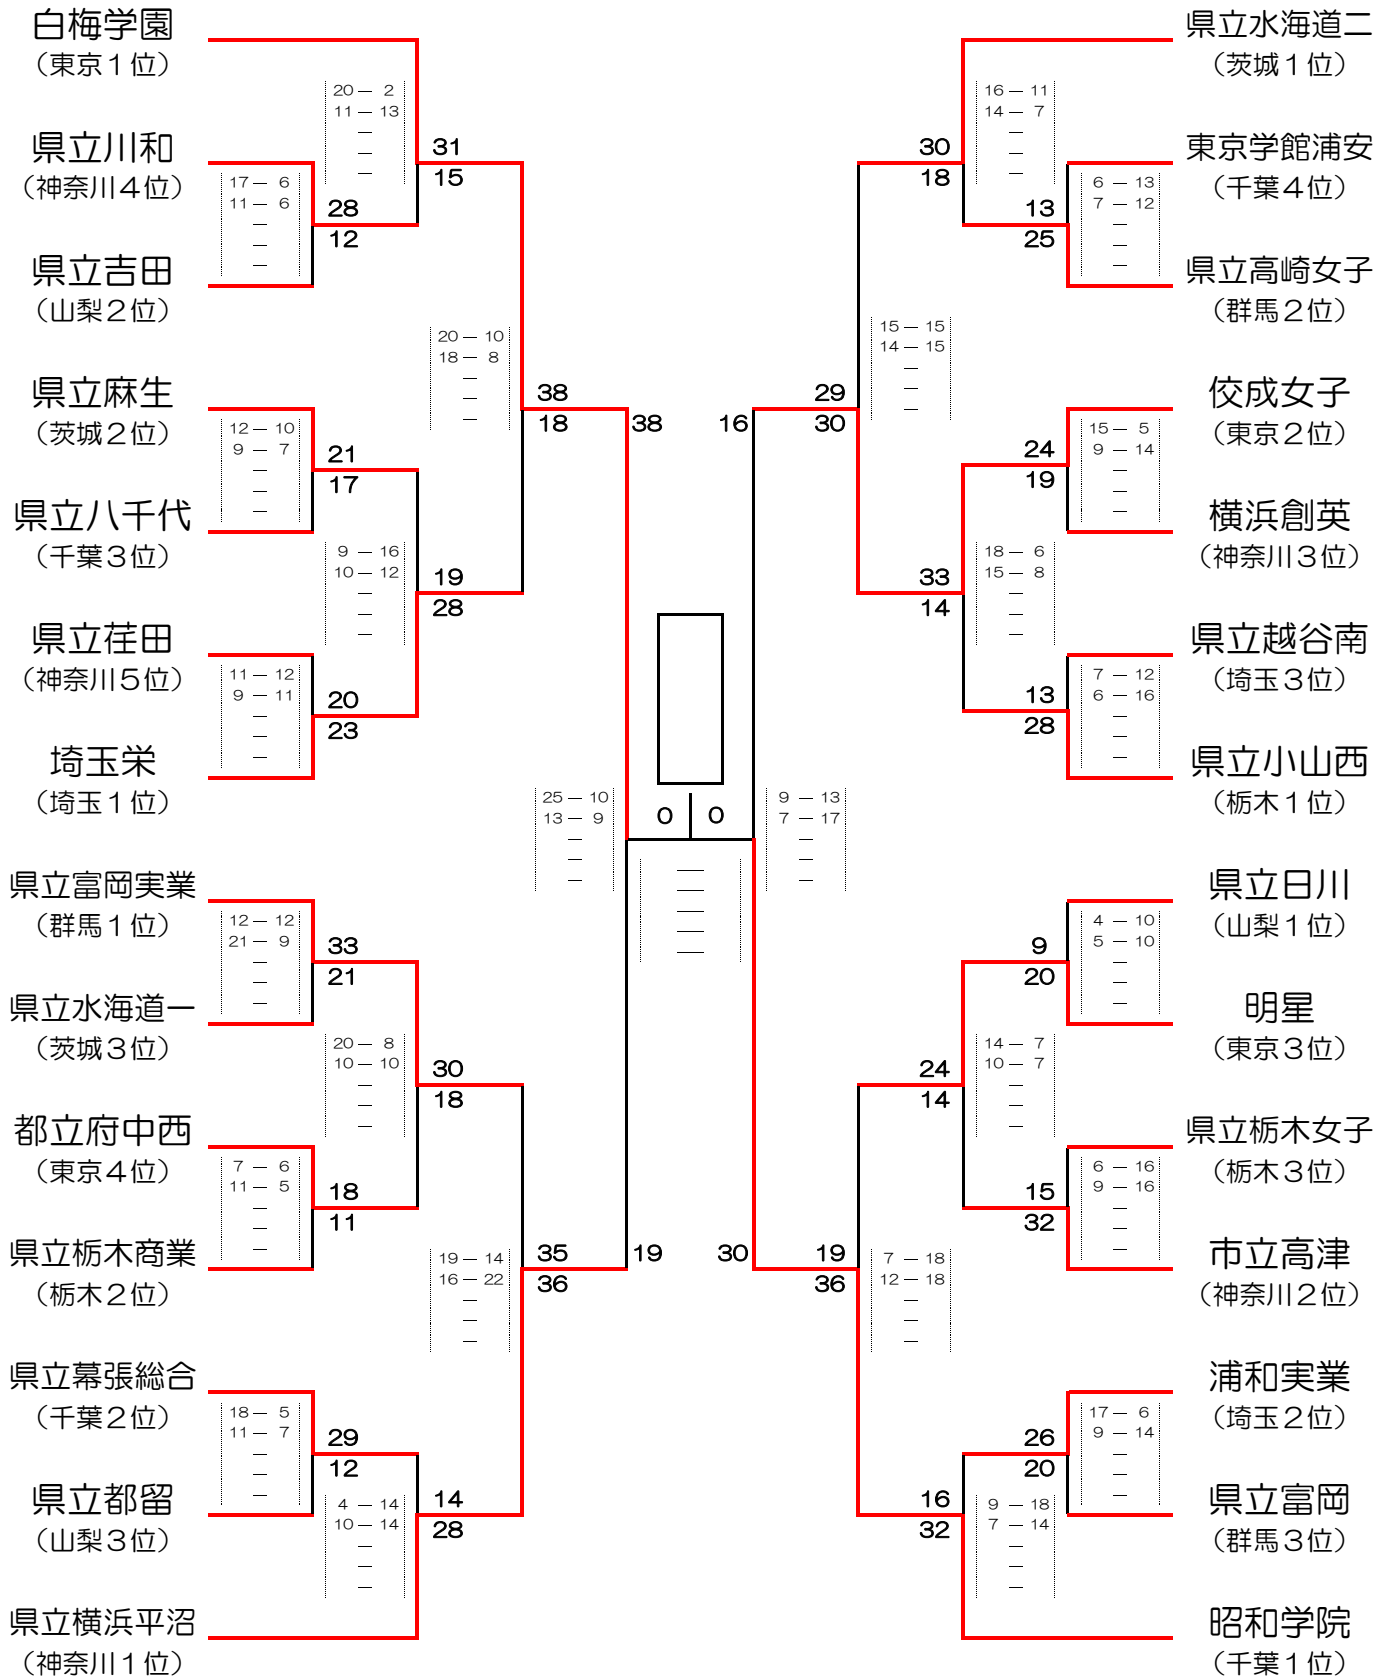 白梅学園
（東京１位）
20 ― 2
11 ― 13
―
―
―
31
15
県立川和
（神奈川４位）
17 ― 6
11 ― 6
―
―
―
28
12
県立吉田
（山梨２位）
20 ― 10
18 ― 8
―
―
―
38
18
38
県立麻生
（茨城２位）
12 ― 10
9 ― 7
―
―
―
21
17
県立八千代
（千葉３位）
9 ― 16
10 ― 12
―
―
―
19
28
県立荏田
（神奈川５位）
11 ― 12
9 ― 11
―
―
―
20
23
埼玉栄
（埼玉１位）
25 ― 10
13 ― 9
―
―
―
0
0
―
―
―
―
―
県立富岡実業
（群馬１位）
12 ― 12
21 ― 9
―
―
―
33
21
県立水海道一
（茨城３位）
20 ― 8
10 ― 10
―
―
―
30
18
都立府中西
（東京４位）
7 ― 6
11 ― 5
―
―
―
18
11
県立栃木商業
（栃木２位）
19 ― 14
16 ― 22
―
―
―
35
36
19
県立幕張総合
（千葉２位）
18 ― 5
11 ― 7
―
―
―
29
12
県立都留
（山梨３位）
4 ― 14
10 ― 14
―
―
―
14
28
県立横浜平沼
（神奈川１位）
県立水海道二
（茨城１位）
16 ― 11
14 ― 7
―
―
―
30
18
東京学館浦安
（千葉４位）
6 ― 13
7 ― 12
―
―
―
13
25
県立高崎女子
（群馬２位）
15 ― 15
14 ― 15
―
―
―
29
30
16
佼成女子
（東京２位）
15 ― 5
9 ― 14
―
―
―
24
19
横浜創英
（神奈川３位）
18 ― 6
15 ― 8
―
―
―
33
14
県立越谷南
（埼玉３位）
7 ― 12
6 ― 16
―
―
―
13
28
県立小山西
（栃木１位）
9 ― 13
7 ― 17
―
―
―
県立日川
（山梨１位）
4 ― 10
5 ― 10
―
―
―
9
20
明星
（東京３位）
14 ― 7
10 ― 7
―
―
―
24
14
県立栃木女子
（栃木３位）
6 ― 16
9 ― 16
―
―
―
15
32
市立高津
（神奈川２位）
7 ― 18
12 ― 18
―
―
―
19
36
30
浦和実業
（埼玉２位）
17 ― 6
9 ― 14
―
―
―
26
20
県立富岡
（群馬３位）
9 ― 18
7 ― 14
―
―
―
16
32
昭和学院
（千葉１位）